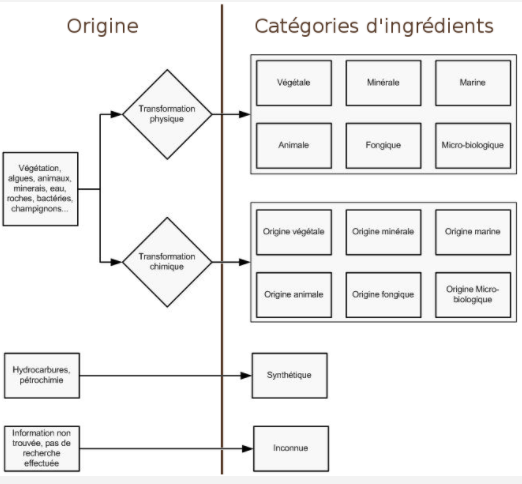 Origine
Catégories d'ingrédients
Transformation
physique
Végétale
Minérale
Marine
Animale
Fongique
Micro-biologique
Végétation,
algues, animaux,
minerais, eau,
roches, bactéries,
champignons...
Transformation
chimique
Origine végétale
Origine minérale
Origine marine
Origine animale
Origine fongique
Origine Micro-
biologique
Hydrocarbures,
pétrochimie
Synthétique
Information non
trouvée, pas de
recherche
effectuée
Inconnue